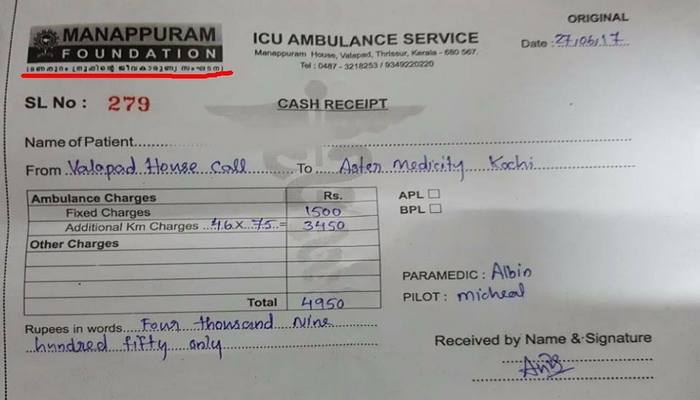 MANAPPURAM
FOUNDATION
ICU AMBULANCE SERVICE
Manappuram House, Valapad, Thrissur, Kerala - 680 567.
Tel : 0487 - 3218253 / 9349220220
ORIGINAL
Date : 27/06/17
SL No : 279
CASH RECEIPT
Name of Patient
From Valapad House Call To Aster Medicity Kochi
Ambulance Charges Rs.
Fixed Charges 1500
Additional Km Charges 46 X 75 = 3450
Other Charges
Total 4950
APL
BPL
PARAMEDIC : Albin
PILOT : Micheal
Rupees in words Four thousand Nine
hundred fifty only
Received by Name & Signature